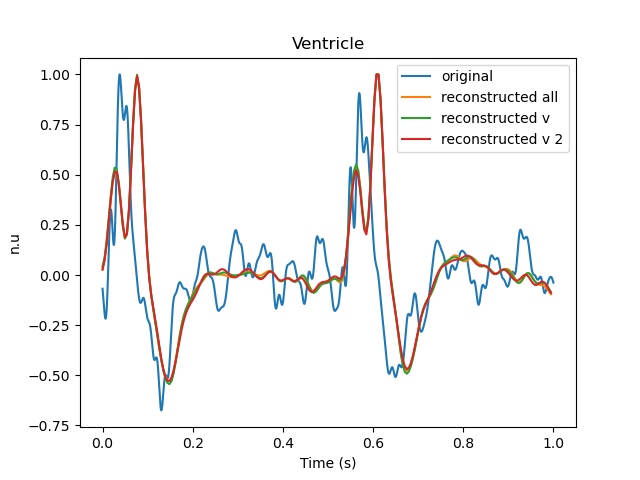 Ventricle
original
reconstructed all
reconstructed v
reconstructed v 2
n.u
1.00
0.75
0.50
0.25
0.00
−0.25
−0.50
−0.75
0.0 0.2 0.4 0.6 0.8 1.0
Time (s)